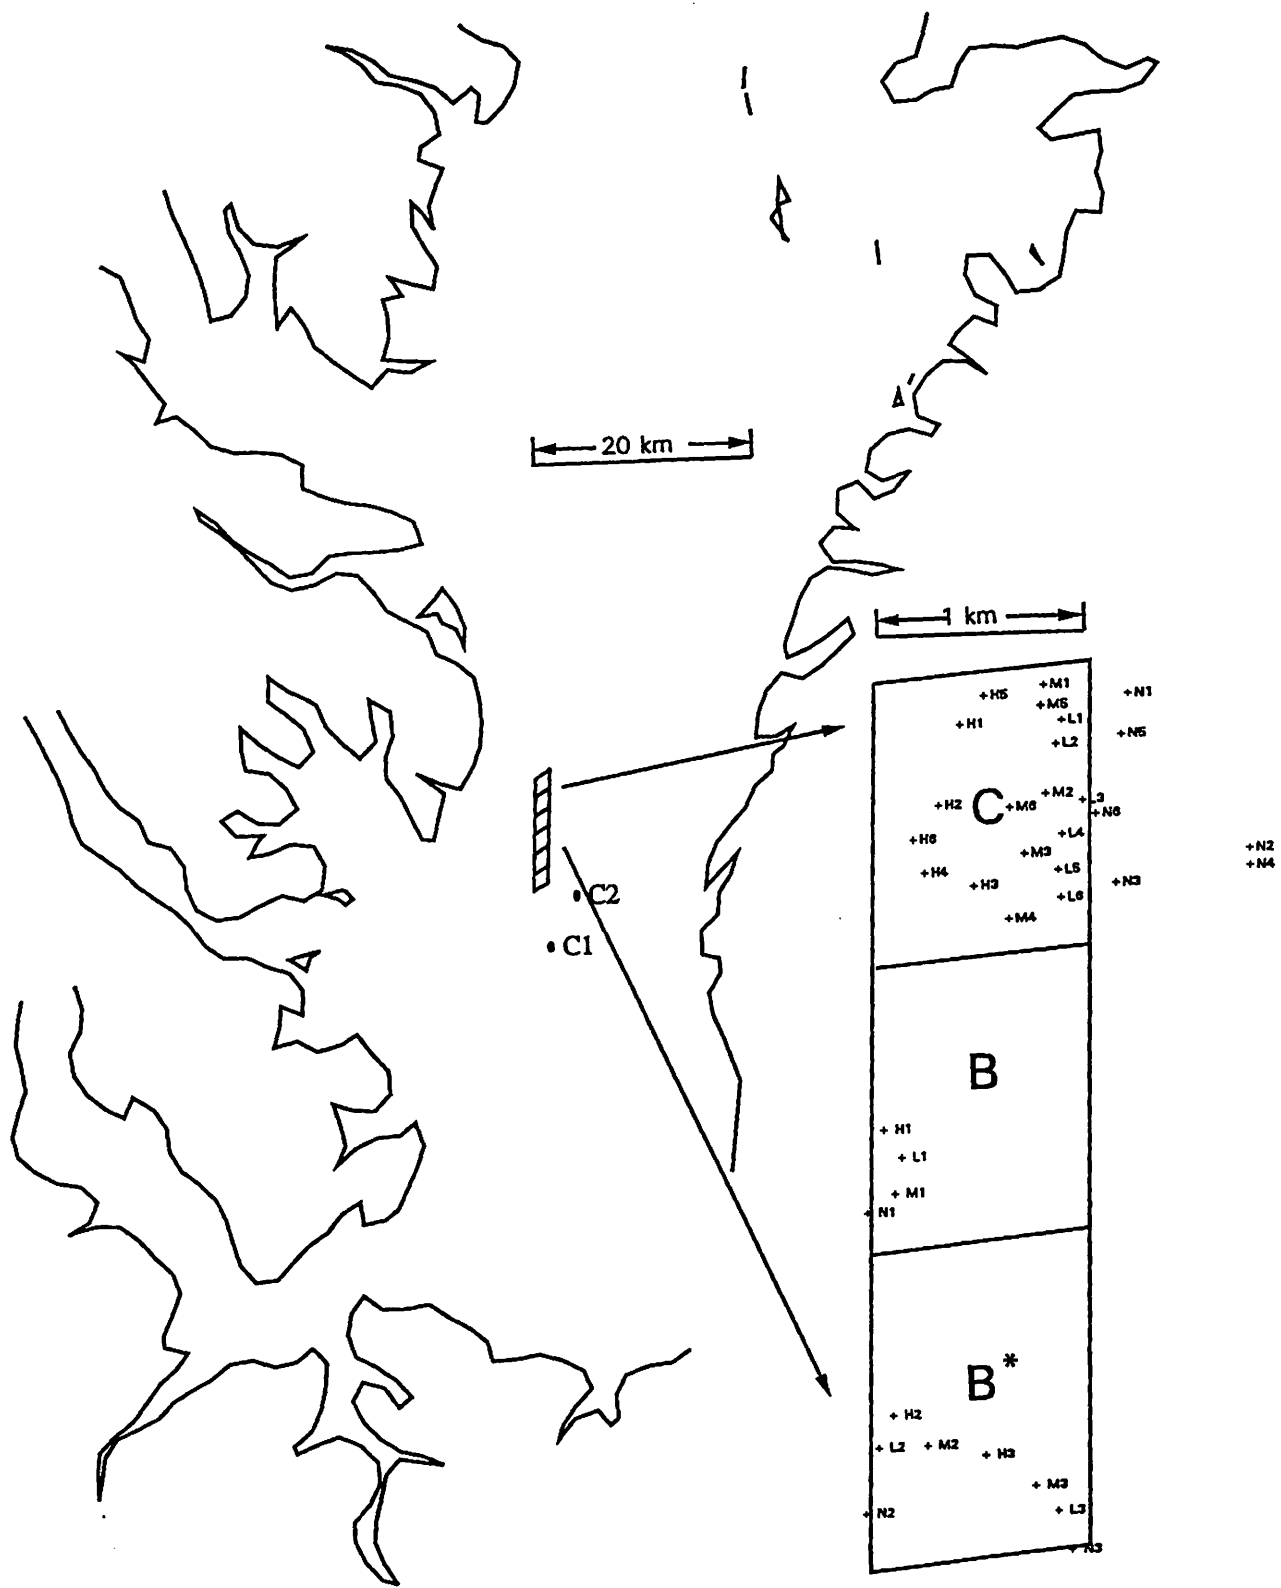 20 km
1 km
+M1
+H5
+N1
+M5
+L1
+H1
+N5
+L2
+M2
+L3
+H2
C
+M6
+N6
+L4
+H6
+N2
+M3
+N4
+L5
+H4
+N3
+H3
+L6
C2
+M4
C1
B
+ H1
+ L1
+ M1
+ N1
B*
+ H2
+ L2
+ M2
+ H3
+ M3
+ L3
+ N2
+ N3